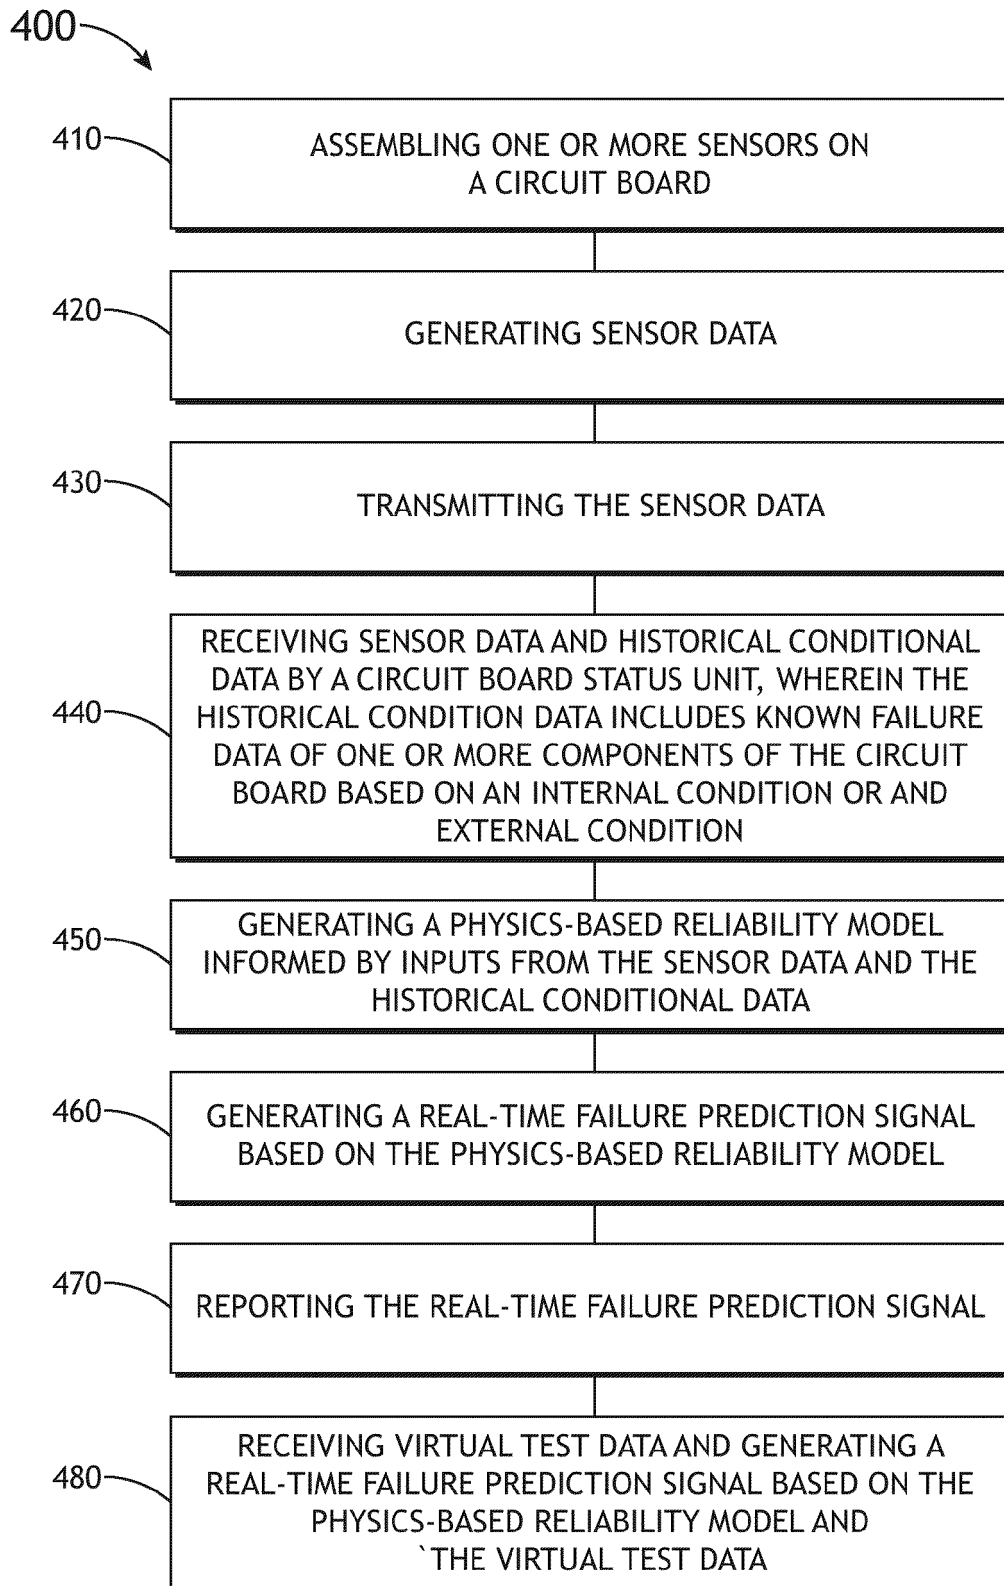 400
410
ASSEMBLING ONE OR MORE SENSORS ON
A CIRCUIT BOARD
420
GENERATING SENSOR DATA
430
TRANSMITTING THE SENSOR DATA
440
RECEIVING SENSOR DATA AND HISTORICAL CONDITIONAL
DATA BY A CIRCUIT BOARD STATUS UNIT, WHEREIN THE
HISTORICAL CONDITION DATA INCLUDES KNOWN FAILURE
DATA OF ONE OR MORE COMPONENTS OF THE CIRCUIT
BOARD BASED ON AN INTERNAL CONDITION OR AND
EXTERNAL CONDITION
450
GENERATING A PHYSICS-BASED RELIABILITY MODEL
INFORMED BY INPUTS FROM THE SENSOR DATA AND THE
HISTORICAL CONDITIONAL DATA
460
GENERATING A REAL-TIME FAILURE PREDICTION SIGNAL
BASED ON THE PHYSICS-BASED RELIABILITY MODEL
470
REPORTING THE REAL-TIME FAILURE PREDICTION SIGNAL
480
RECEIVING VIRTUAL TEST DATA AND GENERATING A
REAL-TIME FAILURE PREDICTION SIGNAL BASED ON THE
PHYSICS-BASED RELIABILITY MODEL AND
`THE VIRTUAL TEST DATA